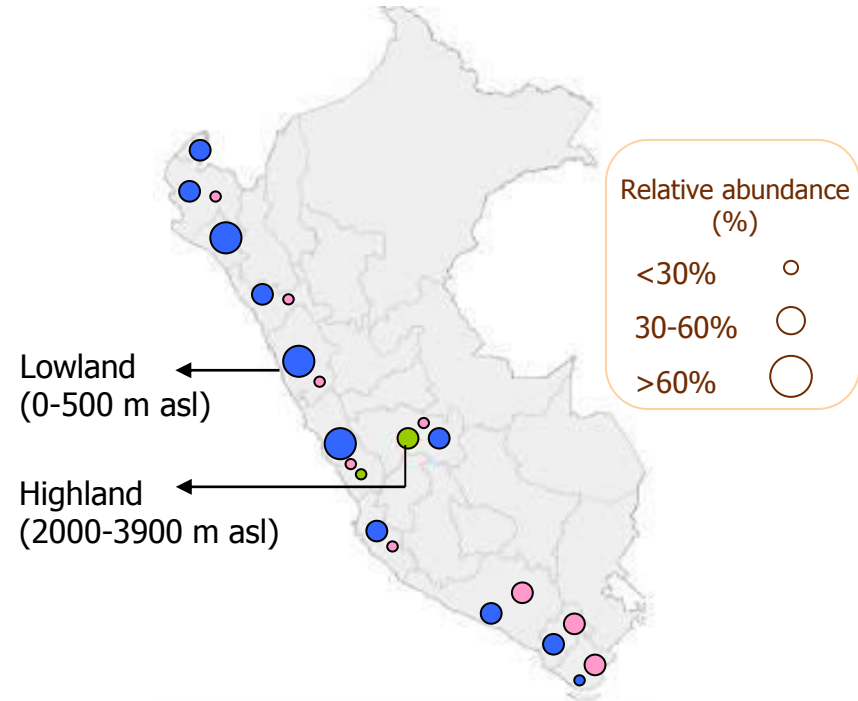 Relative abundance
(%)
<30%
30-60%
>60%
Lowland
(0-500 m asl)
Highland
(2000-3900 m asl)